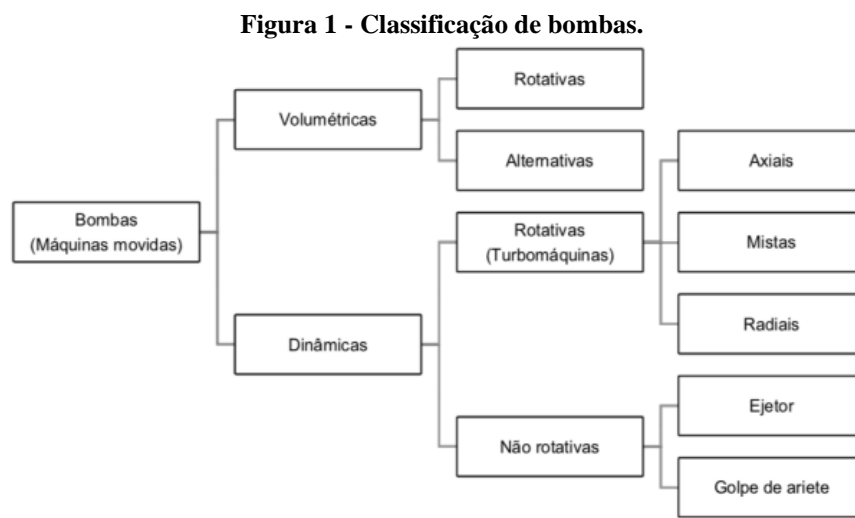 Figura 1 - Classificação de bombas.
Bombas
(Máquinas movidas)
Volumétricas
Rotativas
Alternativas
Dinâmicas
Rotativas
(Turbomáquinas)
Axiais
Mistas
Radiais
Não rotativas
Ejetor
Golpe de ariete